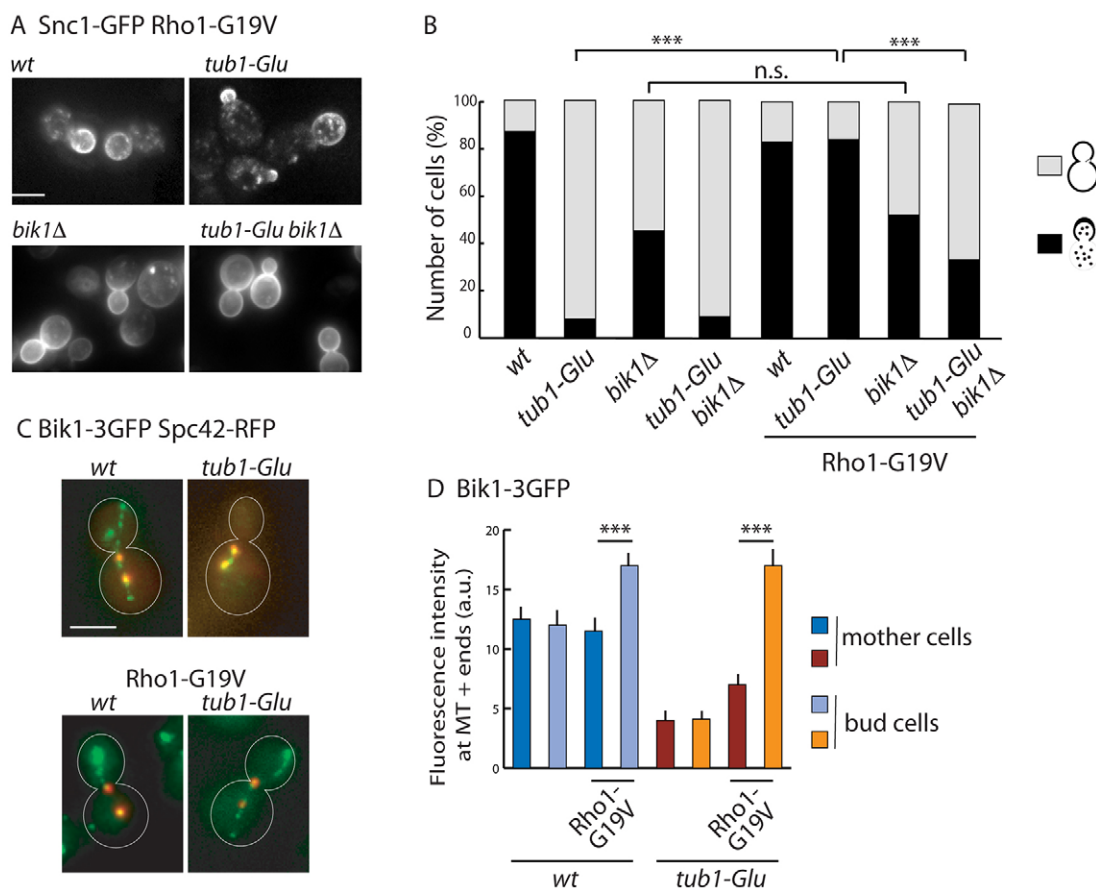 A Snc1-GFP Rho1-G19V
wt
tub1-Glu
bik1Δ
tub1-Glu bik1Δ
B
***
***
n.s.
Number of cells (%)
100
80
60
40
20
0
wt
tub1-Glu
bik1Δ
tub1-Glu
bik1Δ
wt
tub1-Glu
bik1Δ
tub1-Glu
bik1Δ
Rho1-G19V
C Bik1-3GFP Spc42-RFP
wt
tub1-Glu
Rho1-G19V
wt
tub1-Glu
D Bik1-3GFP
Fluorescence intensity
at MT + ends (a.u.)
20
15
10
5
0
***
***
Rho1-
G19V
Rho1-
G19V
wt
tub1-Glu
mother cells
bud cells